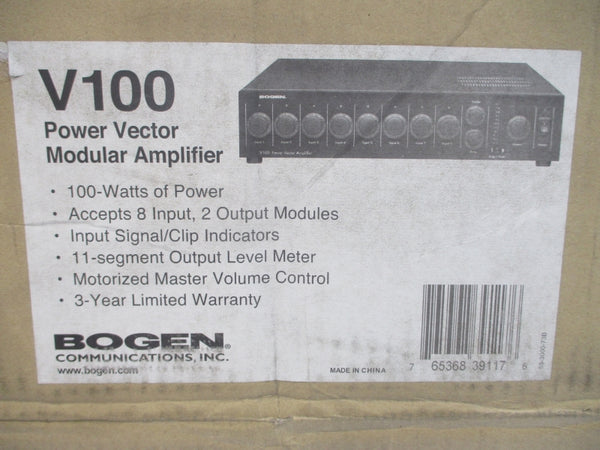 V100
Power Vector
Modular Amplifier
BOGEN
• 100-Watts of Power
• Accepts 8 Input, 2 Output Modules
• Input Signal/Clip Indicators
• 11-segment Output Level Meter
• Motorized Master Volume Control
• 3-Year Limited Warranty
BOGEN®
COMMUNICATIONS, INC.
www.bogen.com
MADE IN CHINA
7 65368 39117 6